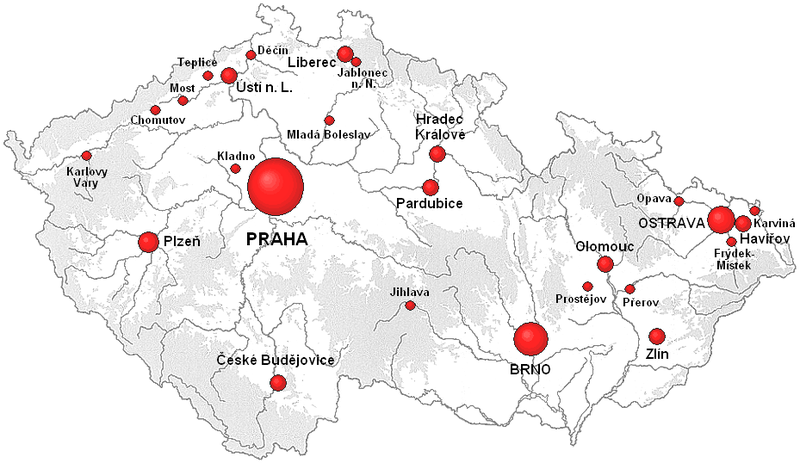 Děčín
Liberec
Teplice
Jablonec
n. N.
Ústí n. L.
Most
Chomutov
Mladá Boleslav
Hradec
Králové
Kladno
Karlovy
Vary
Opava
Pardubice
OSTRAVA
Karviná
PRAHA
Plzeň
Havířov
Olomouc
Frýdek-
Místek
Jihlava
Prostějov
Přerov
Zlín
České Budějovice
BRNO